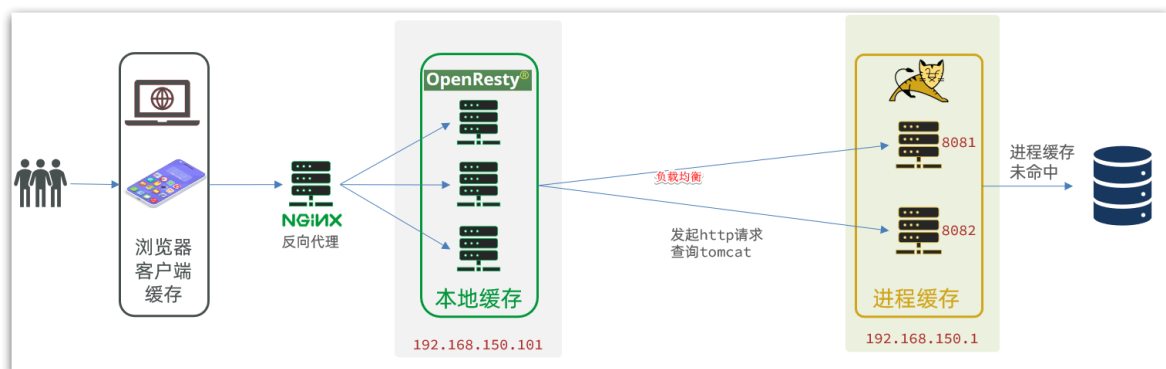 浏览器
客户端
缓存
NGiNX
反向代理
OpenResty®
本地缓存
192.168.150.101
负载均衡
发起http请求
查询tomcat
8081
8082
进程缓存
192.168.150.1
进程缓存
未命中